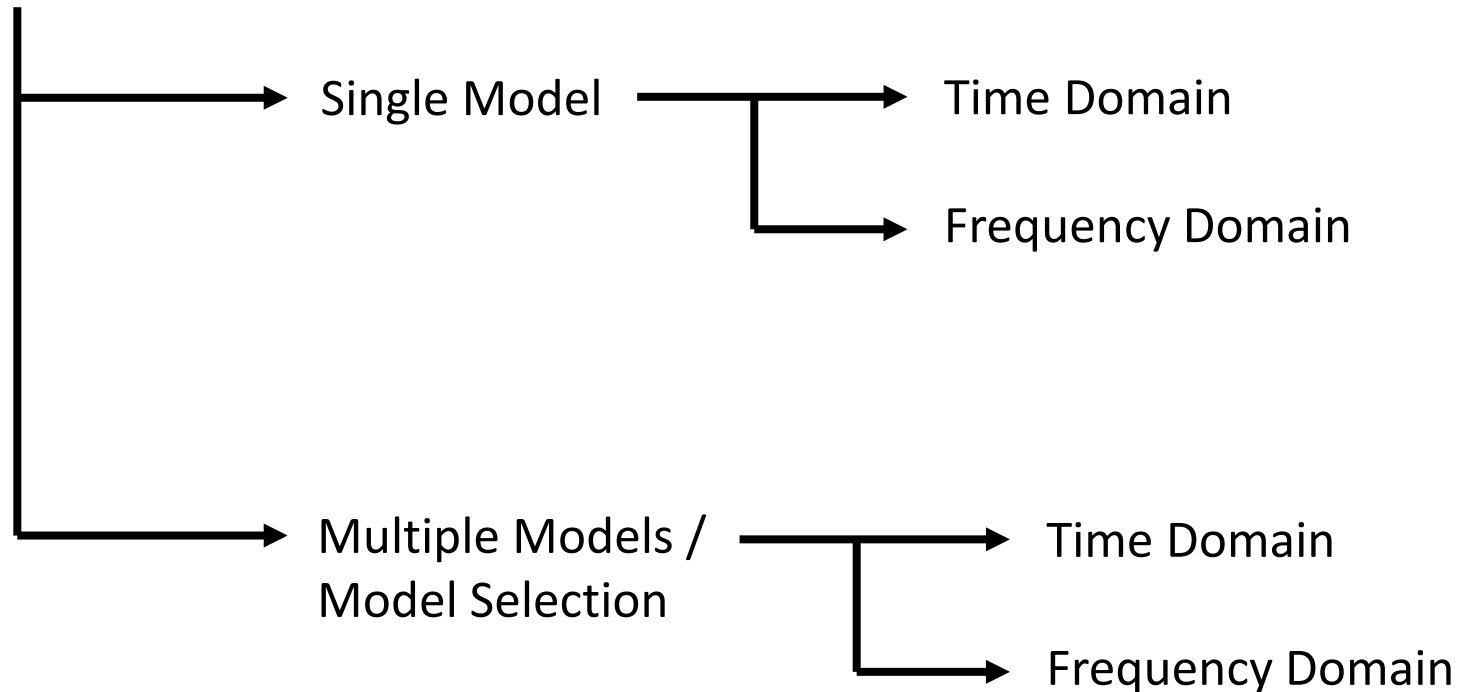 Single Model
Time Domain
Frequency Domain
Multiple Models /
Model Selection
Time Domain
Frequency Domain